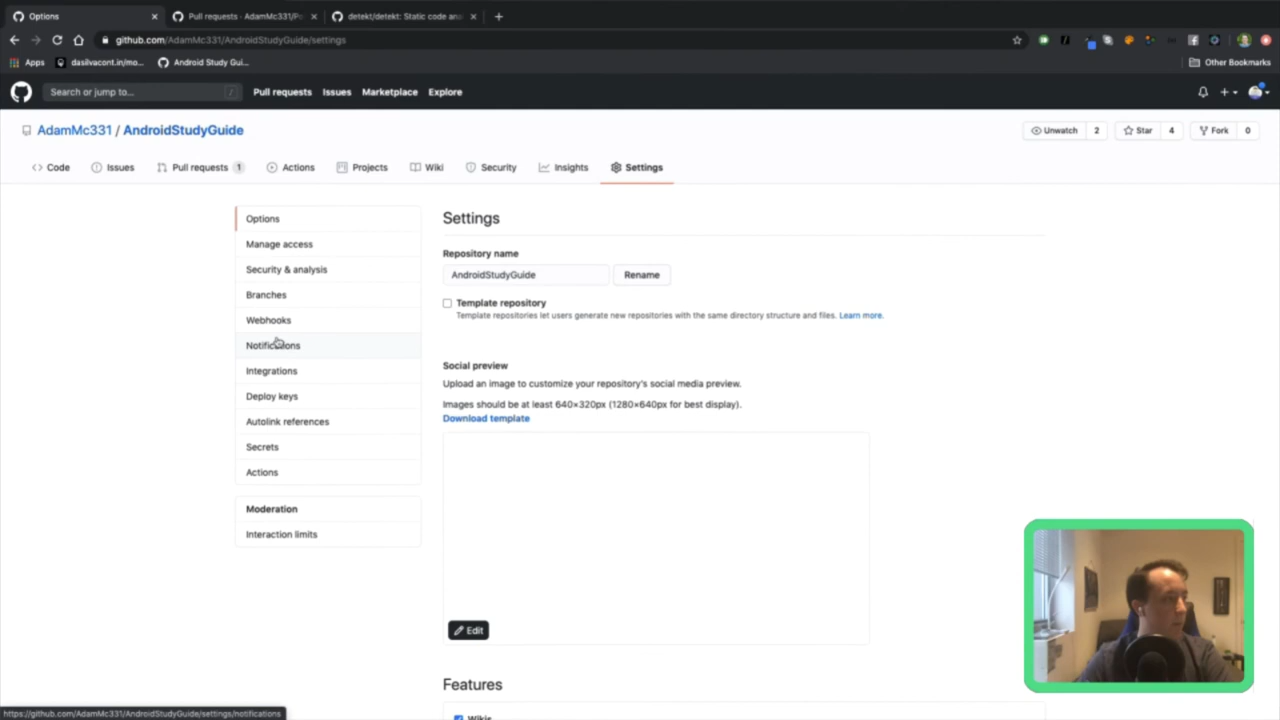 Options
Pull requests · AdamMc331/Po
detekt/detekt: Static code an
github.com/AdamMc331/AndroidStudyGuide/settings
Apps
dasilvacont.in/mo...
Android Study Gui...
Other Bookmarks
Search or jump to...
/
Pull requests
Issues
Marketplace
Explore
AdamMc331 / AndroidStudyGuide
Unwatch 2
Star 4
Fork 0
Code
Issues
Pull requests 1
Actions
Projects
Wiki
Security
Insights
Settings
Options
Manage access
Security & analysis
Branches
Webhooks
Notifications
Integrations
Deploy keys
Autolink references
Secrets
Actions
Moderation
Interaction limits
Settings
Repository name
AndroidStudyGuide
Rename
Template repository
Template repositories let users generate new repositories with the same directory structure and files. Learn more.
Social preview
Upload an image to customize your repository's social media preview.
Images should be at least 640×320px (1280×640px for best display).
Download template
Edit
Features
Wikis
https://github.com/AdamMc331/AndroidStudyGuide/settings/notifications